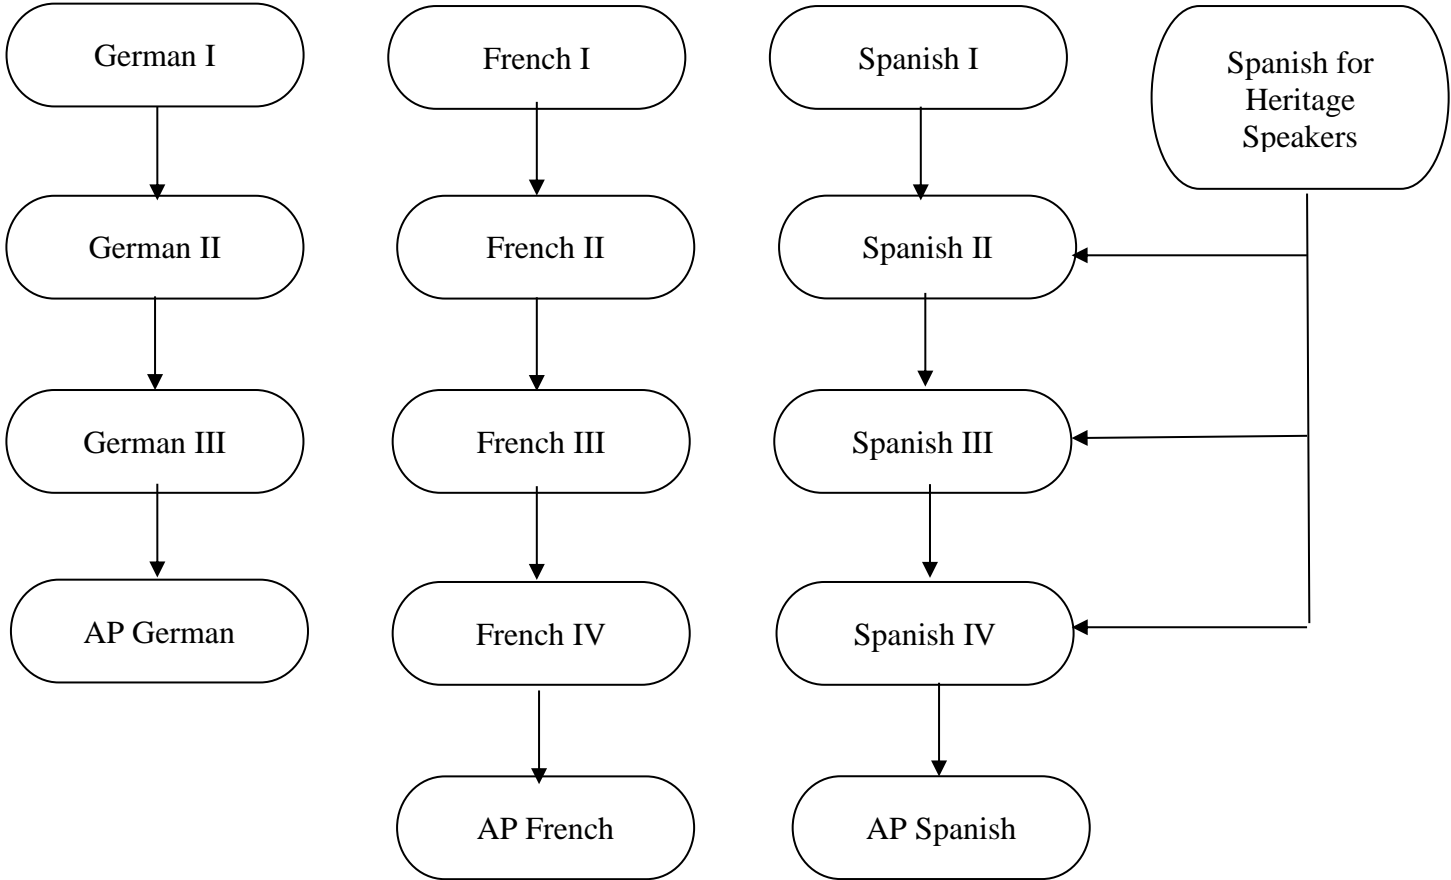 German I
French I
Spanish I
Spanish for
Heritage
Speakers
German II
French II
Spanish II
German III
French III
Spanish III
AP German
French IV
Spanish IV
AP French
AP Spanish